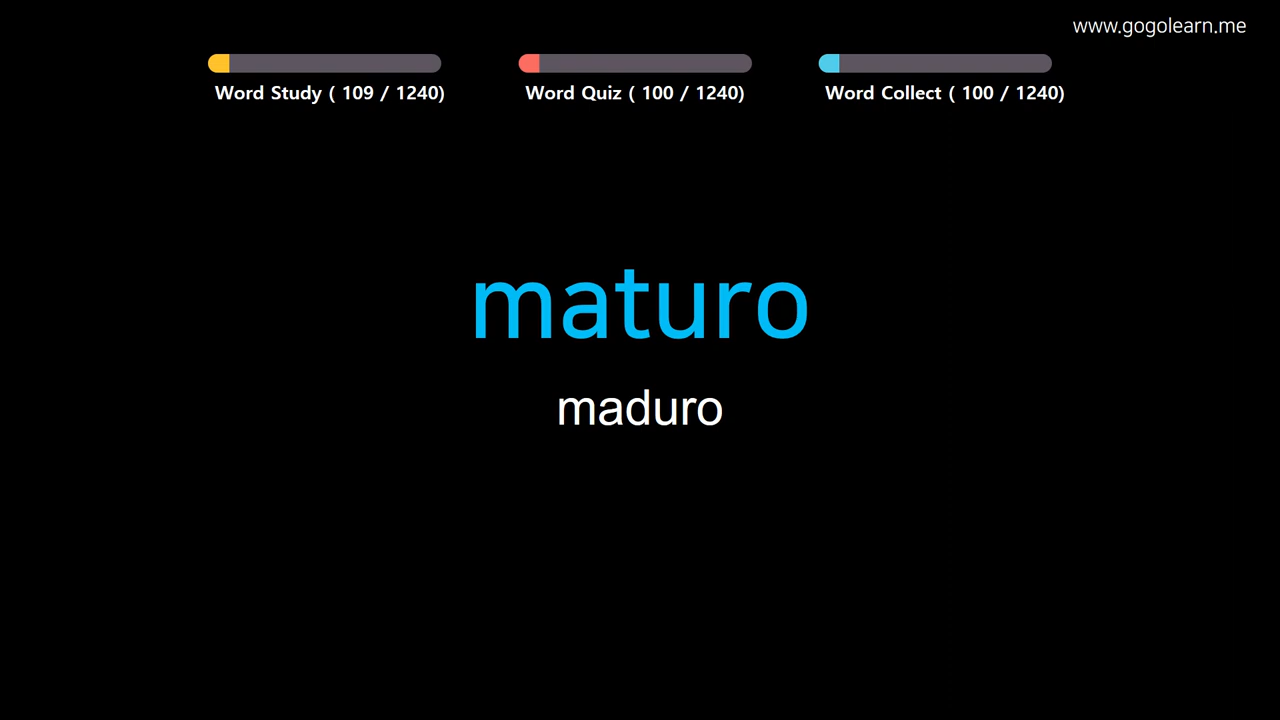 www.gogolearn.me
Word Study ( 109 / 1240)
Word Quiz ( 100 / 1240)
Word Collect ( 100 / 1240)
maturo
maduro